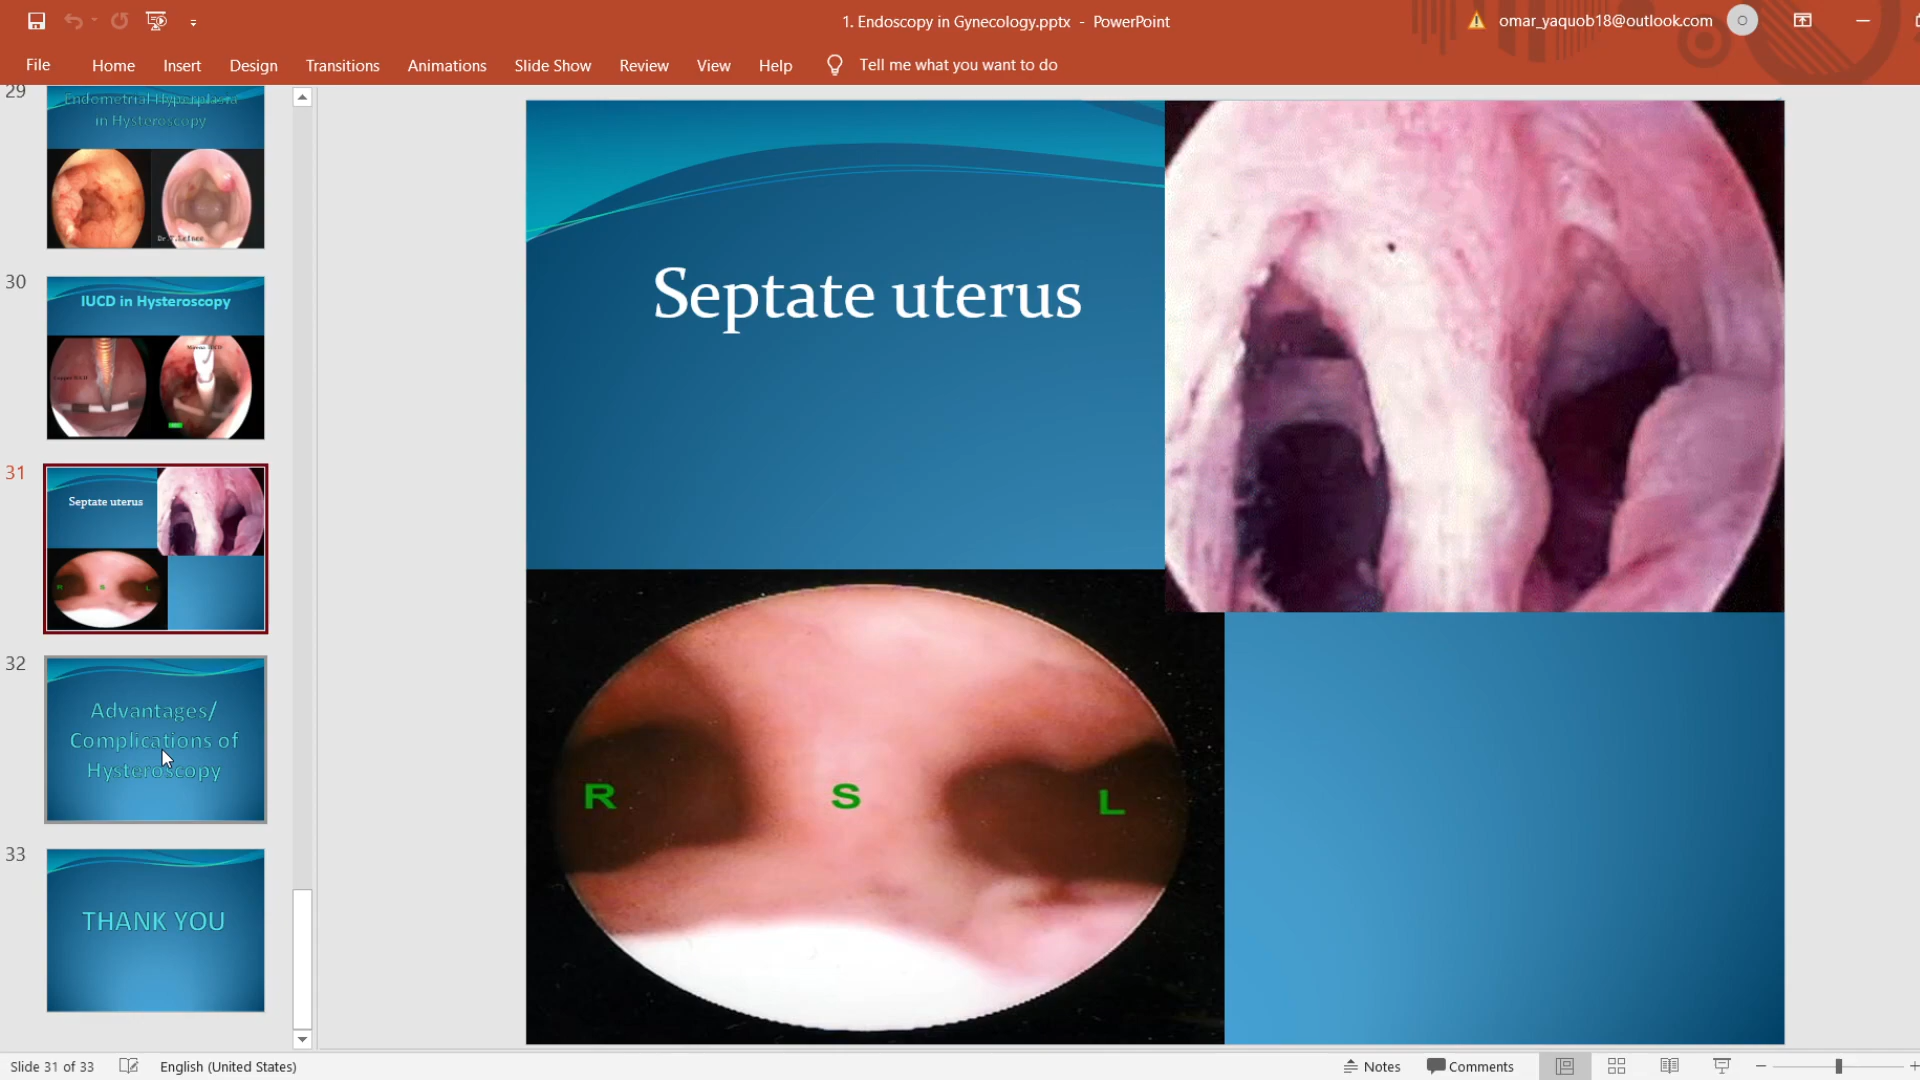 1. Endoscopy in Gynecology.pptx - PowerPoint
omar_yaquob18@outlook.com
O
File
Home
Insert
Design
Transitions
Animations
Slide Show
Review
View
Help
Tell me what you want to do
29
Endometrial Hyperplasia
in Hysteroscopy
30
IUCD in Hysteroscopy
31
Septate uterus
R S L
32
Advantages/
Complications of
Hysteroscopy
33
THANK YOU
Septate uterus
R S L
Slide 31 of 33
English (United States)
Notes
Comments